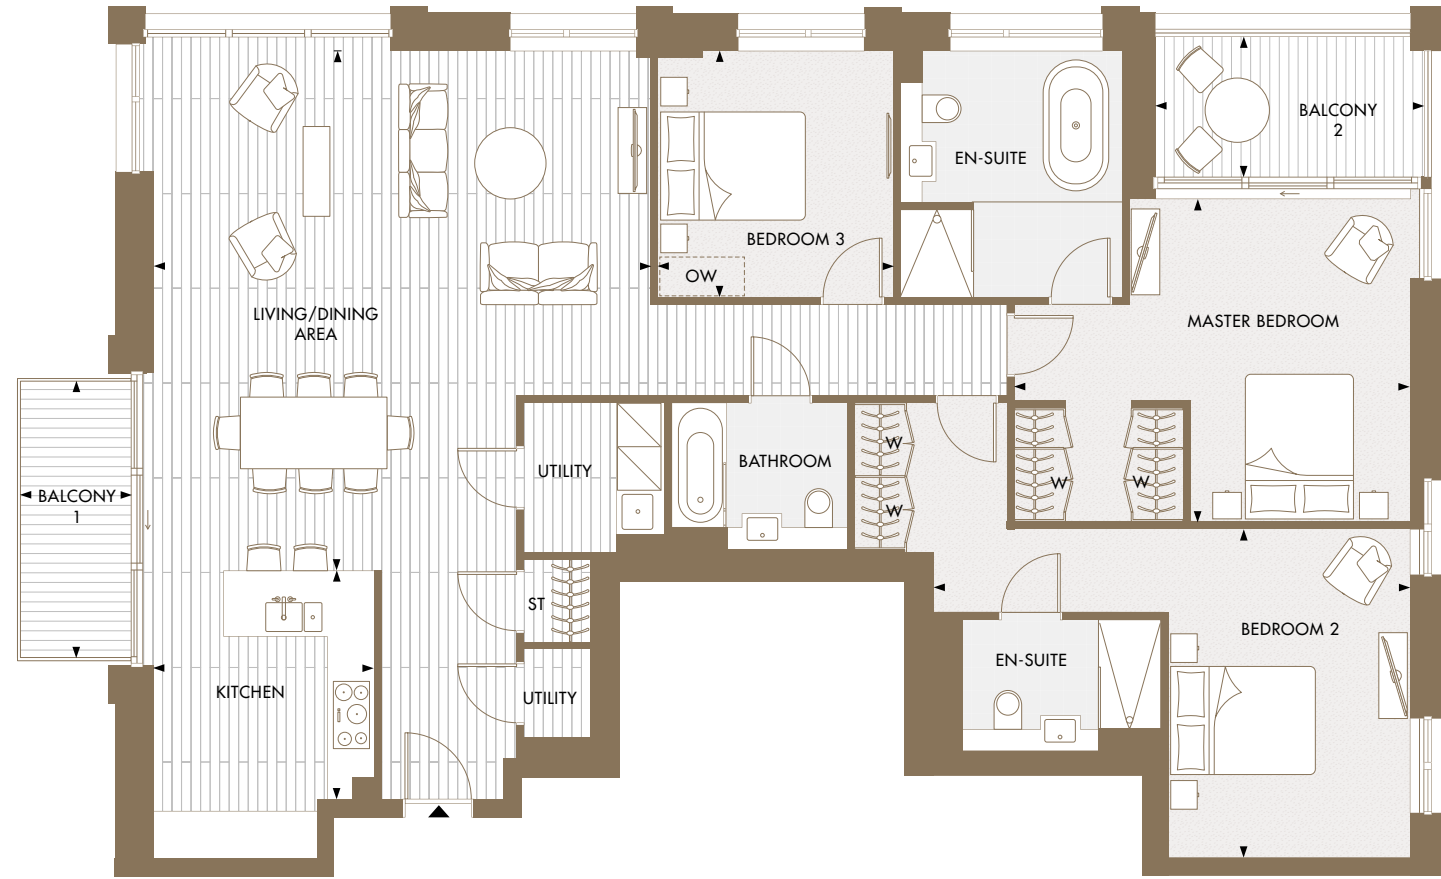 BALCONY
2
EN-SUITE
BEDROOM 3
OW
LIVING/DINING
AREA
MASTER BEDROOM
W
UTILITY
BATHROOM
W
W
W
BALCONY
1
ST
BEDROOM 2
EN-SUITE
KITCHEN
UTILITY